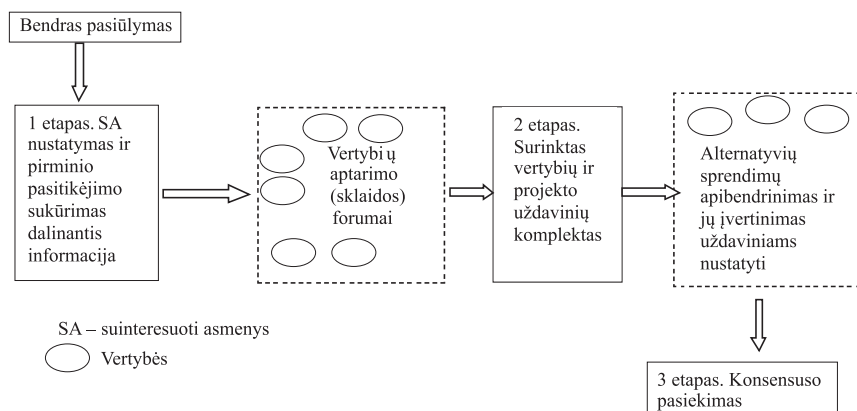 Bendras pasiūlymas
1 etapas. SA
nustatymas ir
pirminio
pasitikėjimo
sukūrimas
dalinantis
informacija
Vertybi ų
aptarimo
(sklaidos)
forumai
2 etapas.
Surinktas
vertybių ir
projekto
uždavinių
komplektas
Alternatyvių
sprendimų
apibendrinimas ir
jų įvertinimas
uždaviniams
nustatyti
SA – suinteresuoti asmenys
Vertybės
3 etapas. Konsensuso
pasiekimas